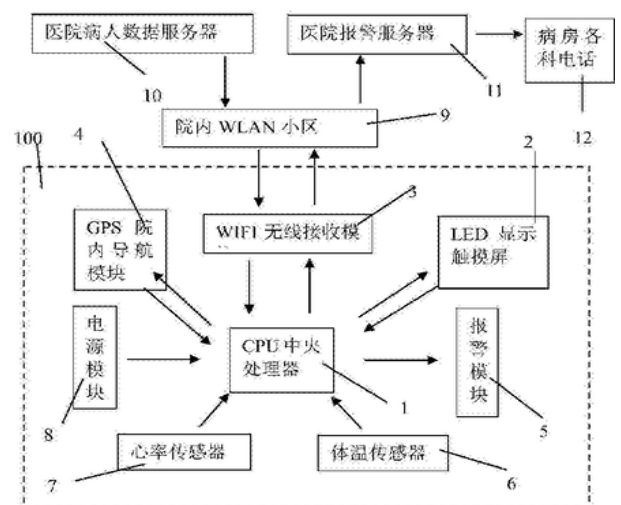 医院病人数据服务器
医院报警服务器
病房各
科电话
10
11
12
院内 WLAN 小区
9
4
2
100
3
GPS 院
内导航
模块
WIFI 无线接收模
LED 显示
触摸屏
电
源
模
块
CPU 中央
处理器
报
警
模
块
8
1
5
心率传感器
体温传感器
7
6